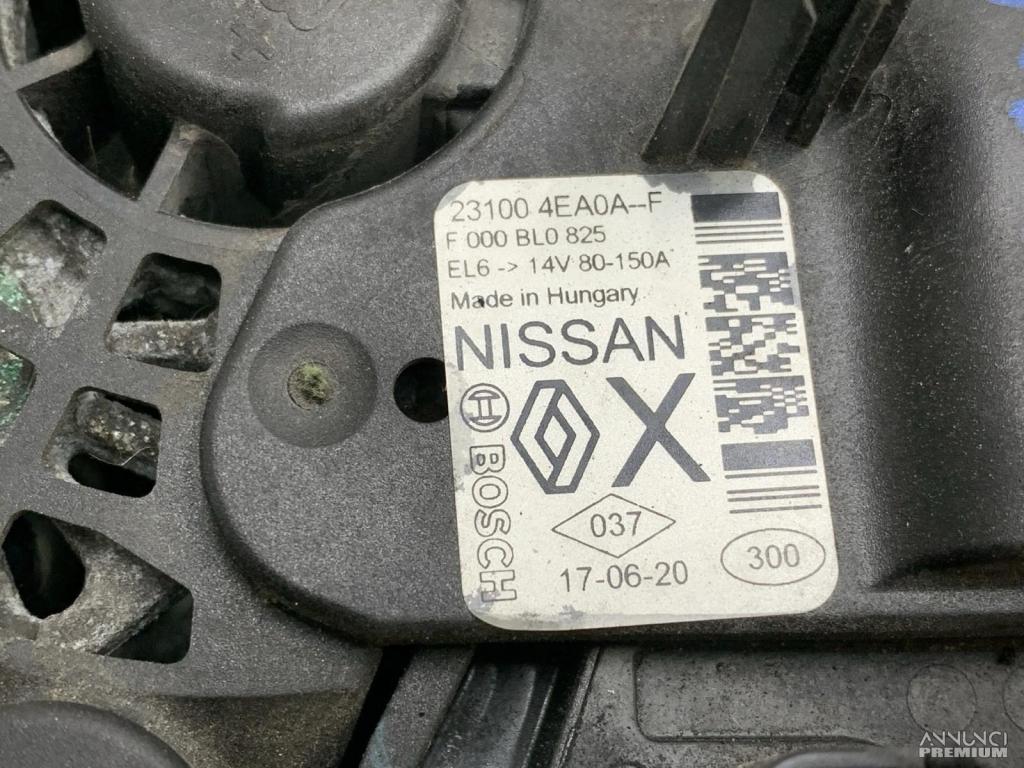 23100 4EA0A--F
F 000 BL0 825
EL6 -> 14V 80-150A
Made in Hungary
NISSAN
BOSCH
X
037
17-06-20
300
ANNUNCI
PREMIUM